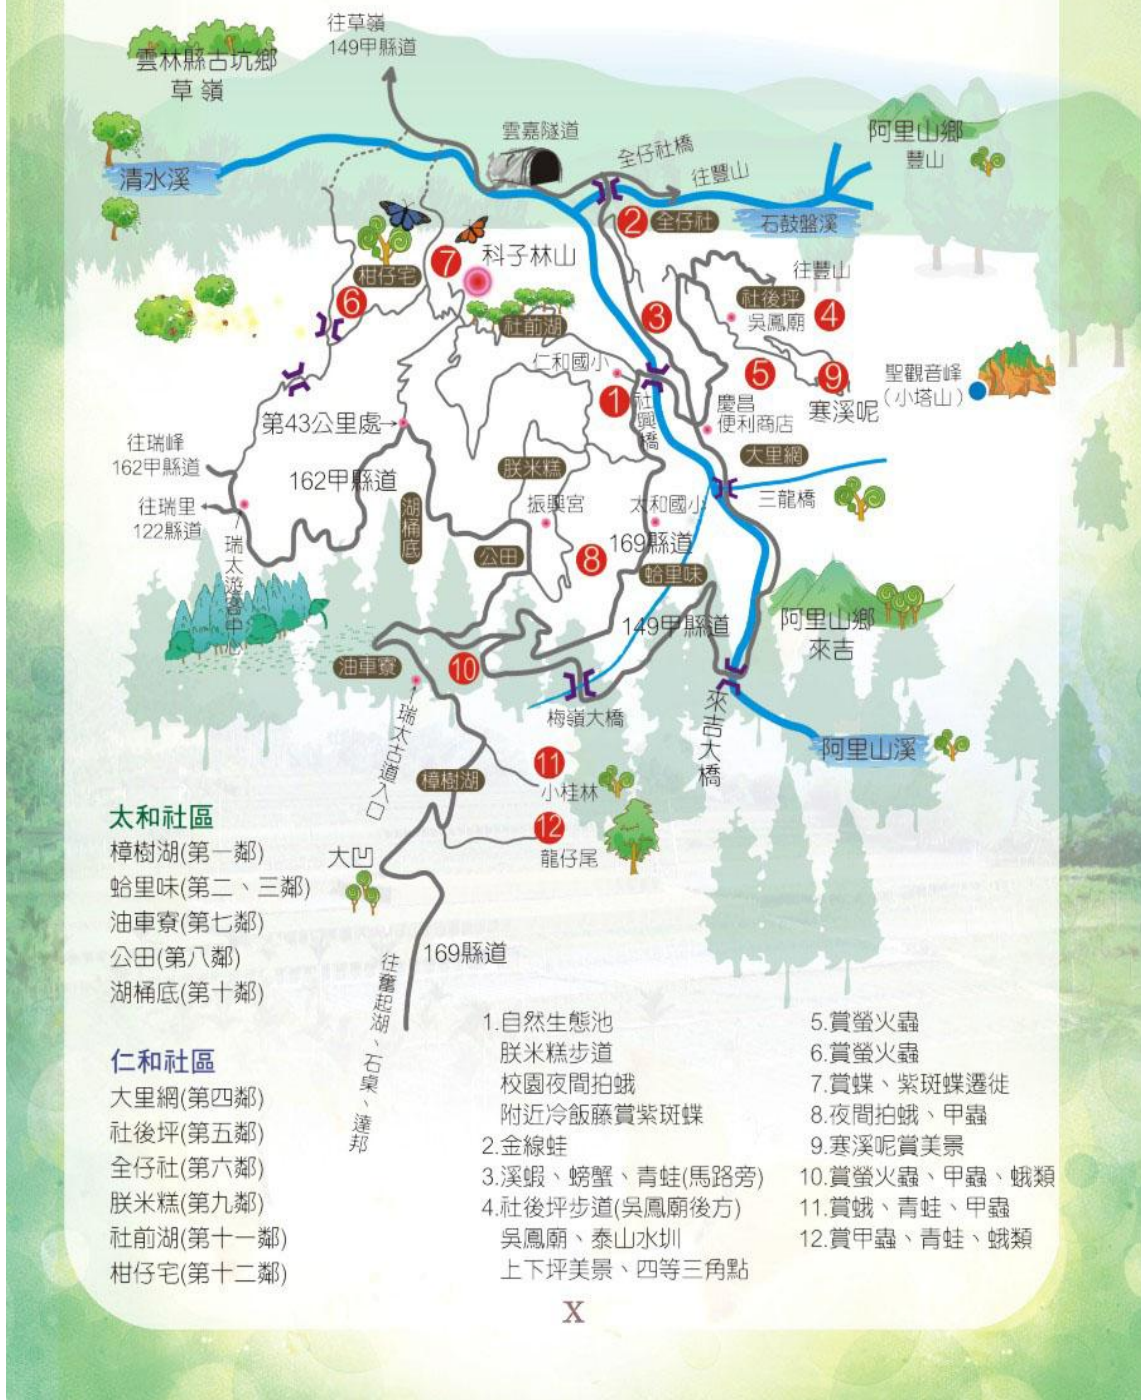 往草嶺
149甲縣道
雲林縣古坑鄉
草嶺
雲嘉隧道
全仔社橋
往豐山
阿里山鄉
豐山
清水溪
2
全仔社
石鼓盤溪
7
科子林山
柑仔宅
6
往豐山
社後坪
4
吳鳳廟
社前湖
3
仁和國小
5
9
寒溪呢
聖觀音峰
(小塔山)
1
社興橋
慶昌
便利商店
第43公里處
往瑞峰
162甲縣道
162甲縣道
朕米糕
大里網
三龍橋
往瑞里
122縣道
湖桶底
振興宮
太和國小
169縣道
瑞太遊客中心
公田
8
蛤里味
149甲縣道
阿里山鄉
來吉
油車寮
10
梅嶺大橋
來吉大橋
阿里山溪
瑞太古道入口
樟樹湖
11
小桂林
12
龍仔尾
大凹
169縣道
往奮起湖、石桌、達邦
太和社區
樟樹湖(第一鄰)
蛤里味(第二、三鄰)
油車寮(第七鄰)
公田(第八鄰)
湖桶底(第十鄰)
仁和社區
大里網(第四鄰)
社後坪(第五鄰)
全仔社(第六鄰)
朕米糕(第九鄰)
社前湖(第十一鄰)
柑仔宅(第十二鄰)
1.自然生態池
朕米糕步道
校園夜間拍蛾
附近冷飯藤賞紫斑蝶
2.金線蛙
3.溪蝦、螃蟹、青蛙(馬路旁)
4.社後坪步道(吳鳳廟後方)
吳鳳廟、泰山水圳
上下坪美景、四等三角點
5.賞螢火蟲
6.賞螢火蟲
7.賞蝶、紫斑蝶遷徙
8.夜間拍蛾、甲蟲
9.寒溪呢賞美景
10.賞螢火蟲、甲蟲、蛾類
11.賞蛾、青蛙、甲蟲
12.賞甲蟲、青蛙、蛾類
X